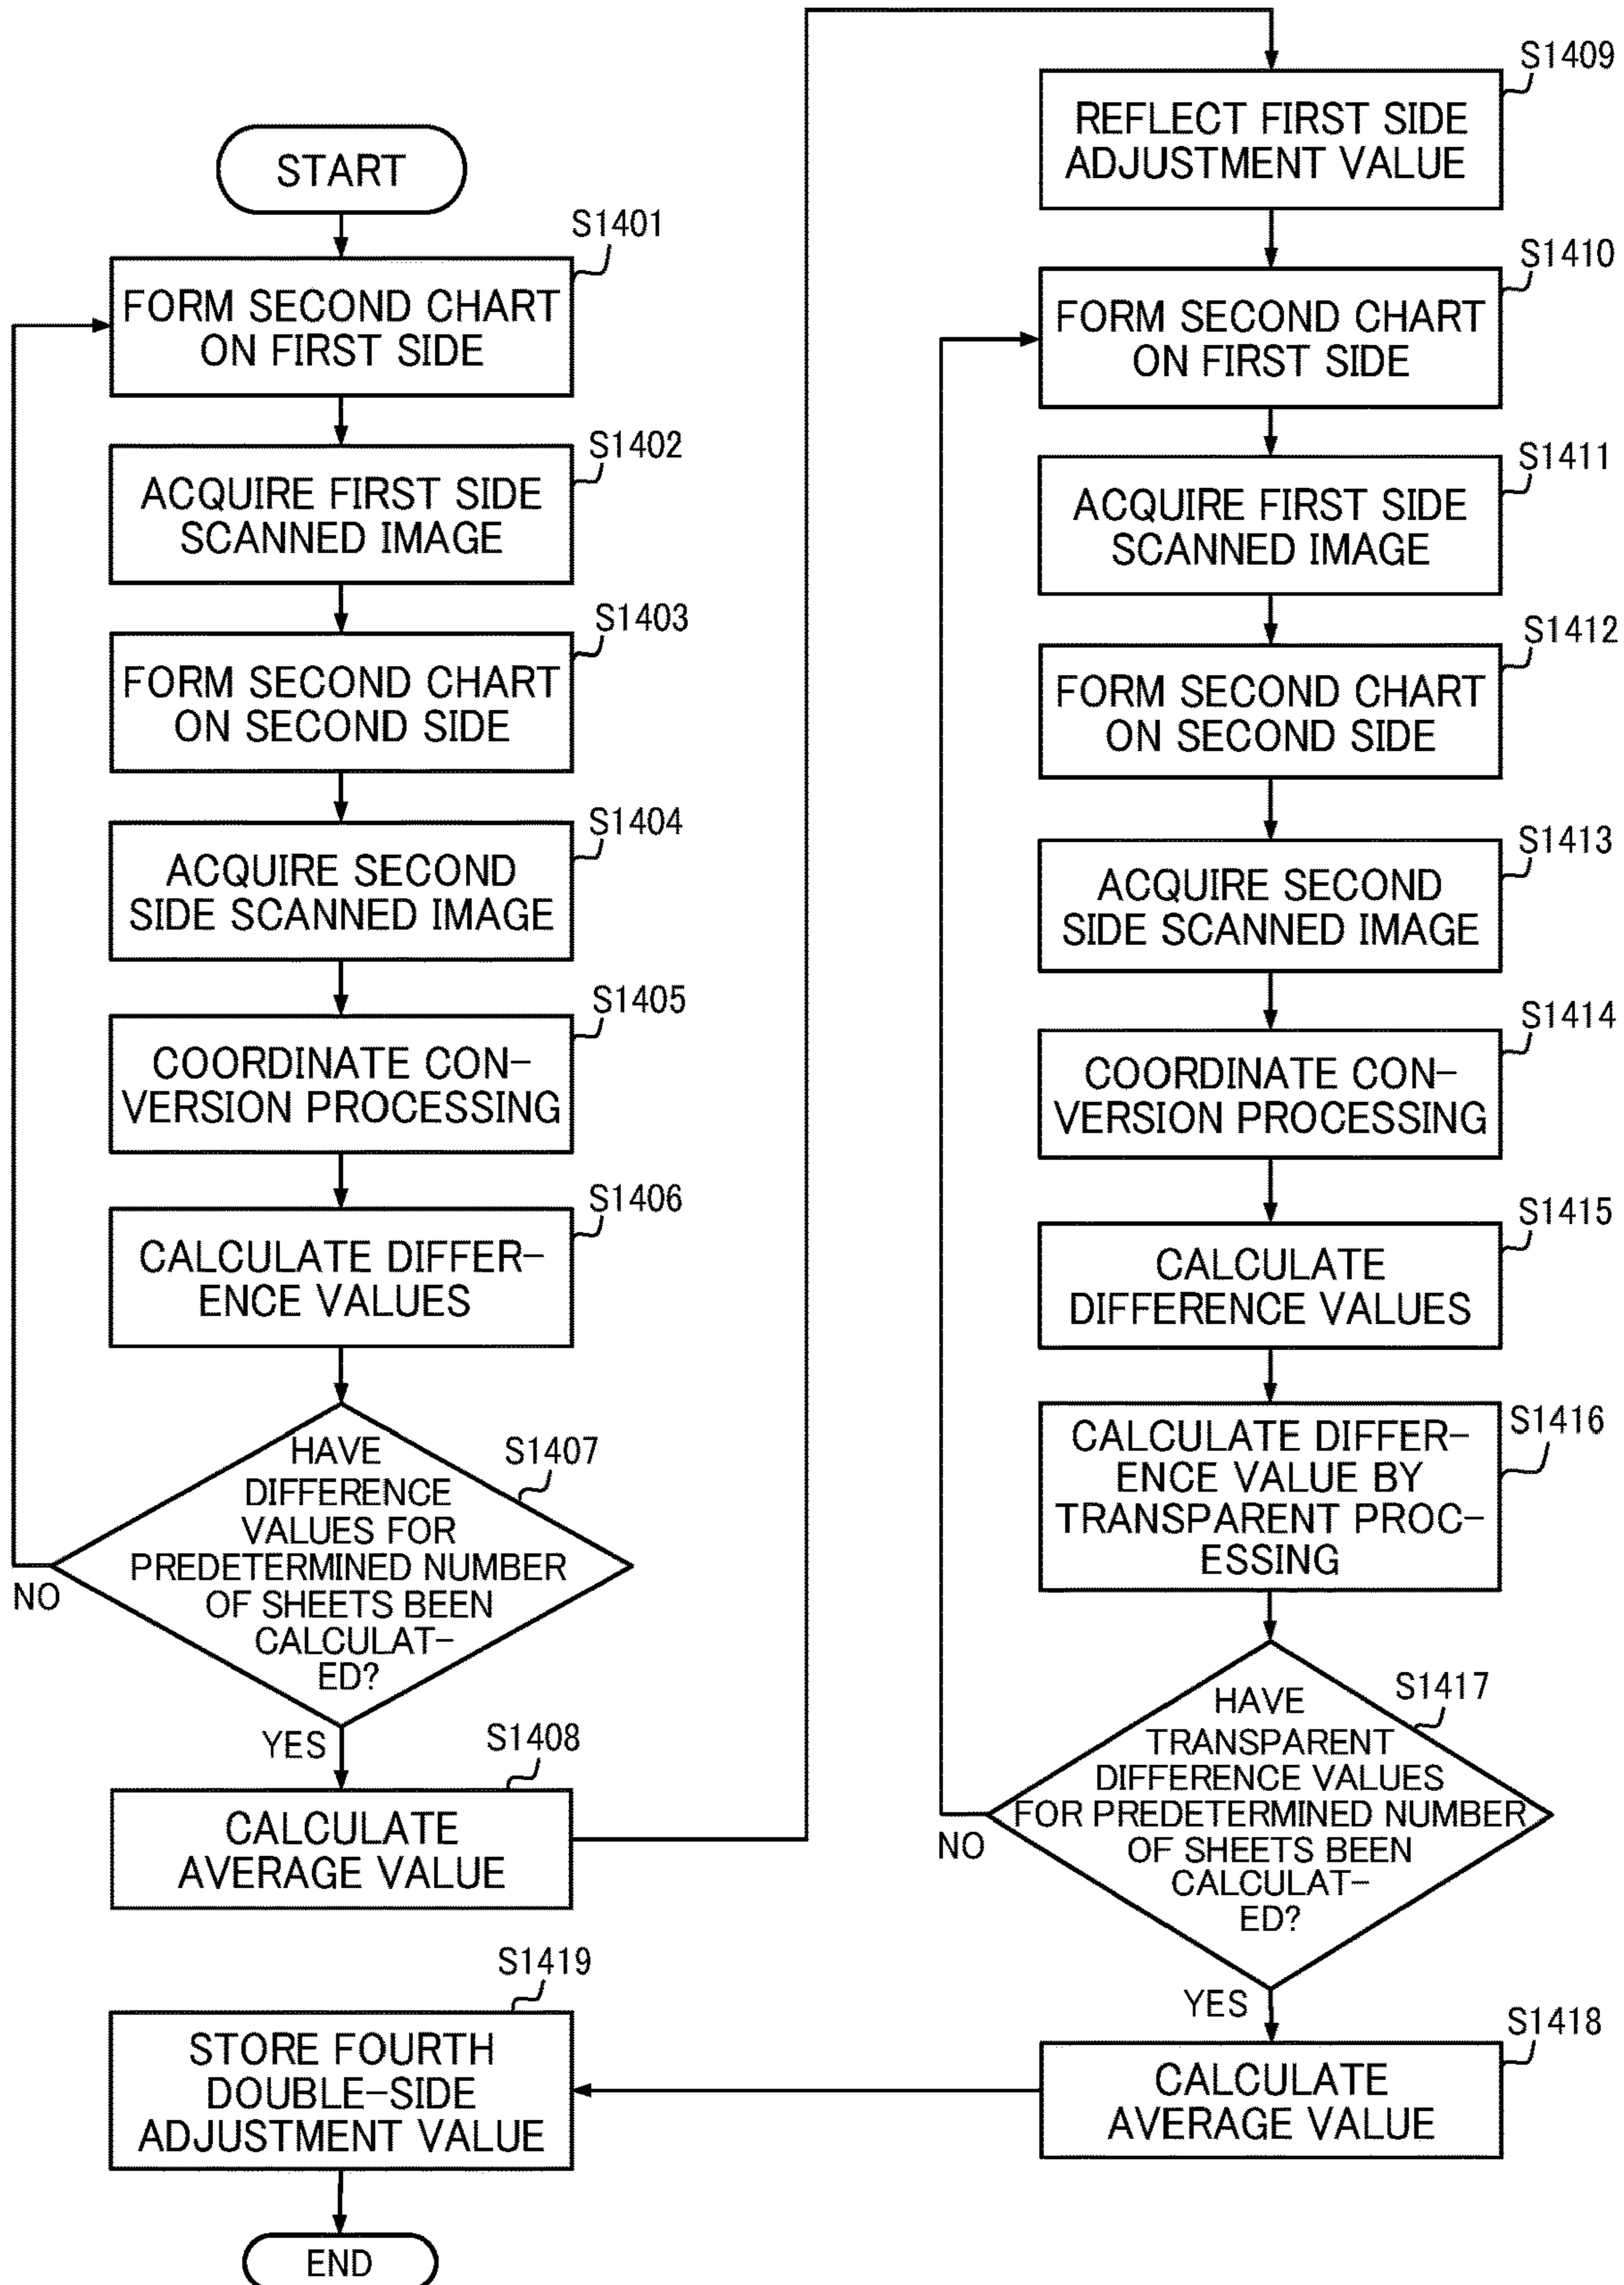 START
S1401
FORM SECOND CHART
ON FIRST SIDE
S1402
ACQUIRE FIRST SIDE
SCANNED IMAGE
S1403
FORM SECOND CHART
ON SECOND SIDE
S1404
ACQUIRE SECOND
SIDE SCANNED IMAGE
S1405
COORDINATE CON-
VERSION PROCESSING
S1406
CALCULATE DIFFER-
ENCE VALUES
S1407
HAVE
DIFFERENCE
VALUES FOR
PREDETERMINED NUMBER
OF SHEETS BEEN
CALCULAT-
ED?
NO
YES
S1408
CALCULATE
AVERAGE VALUE
S1409
REFLECT FIRST SIDE
ADJUSTMENT VALUE
S1410
FORM SECOND CHART
ON FIRST SIDE
S1411
ACQUIRE FIRST SIDE
SCANNED IMAGE
S1412
FORM SECOND CHART
ON SECOND SIDE
S1413
ACQUIRE SECOND
SIDE SCANNED IMAGE
S1414
COORDINATE CON-
VERSION PROCESSING
S1415
CALCULATE
DIFFERENCE VALUES
S1416
CALCULATE DIFFER-
ENCE VALUE BY
TRANSPARENT PROC-
ESSING
S1417
HAVE
TRANSPARENT
DIFFERENCE VALUES
FOR PREDETERMINED NUMBER
OF SHEETS BEEN
CALCULAT-
ED?
NO
YES
S1418
CALCULATE
AVERAGE VALUE
S1419
STORE FOURTH
DOUBLE-SIDE
ADJUSTMENT VALUE
END